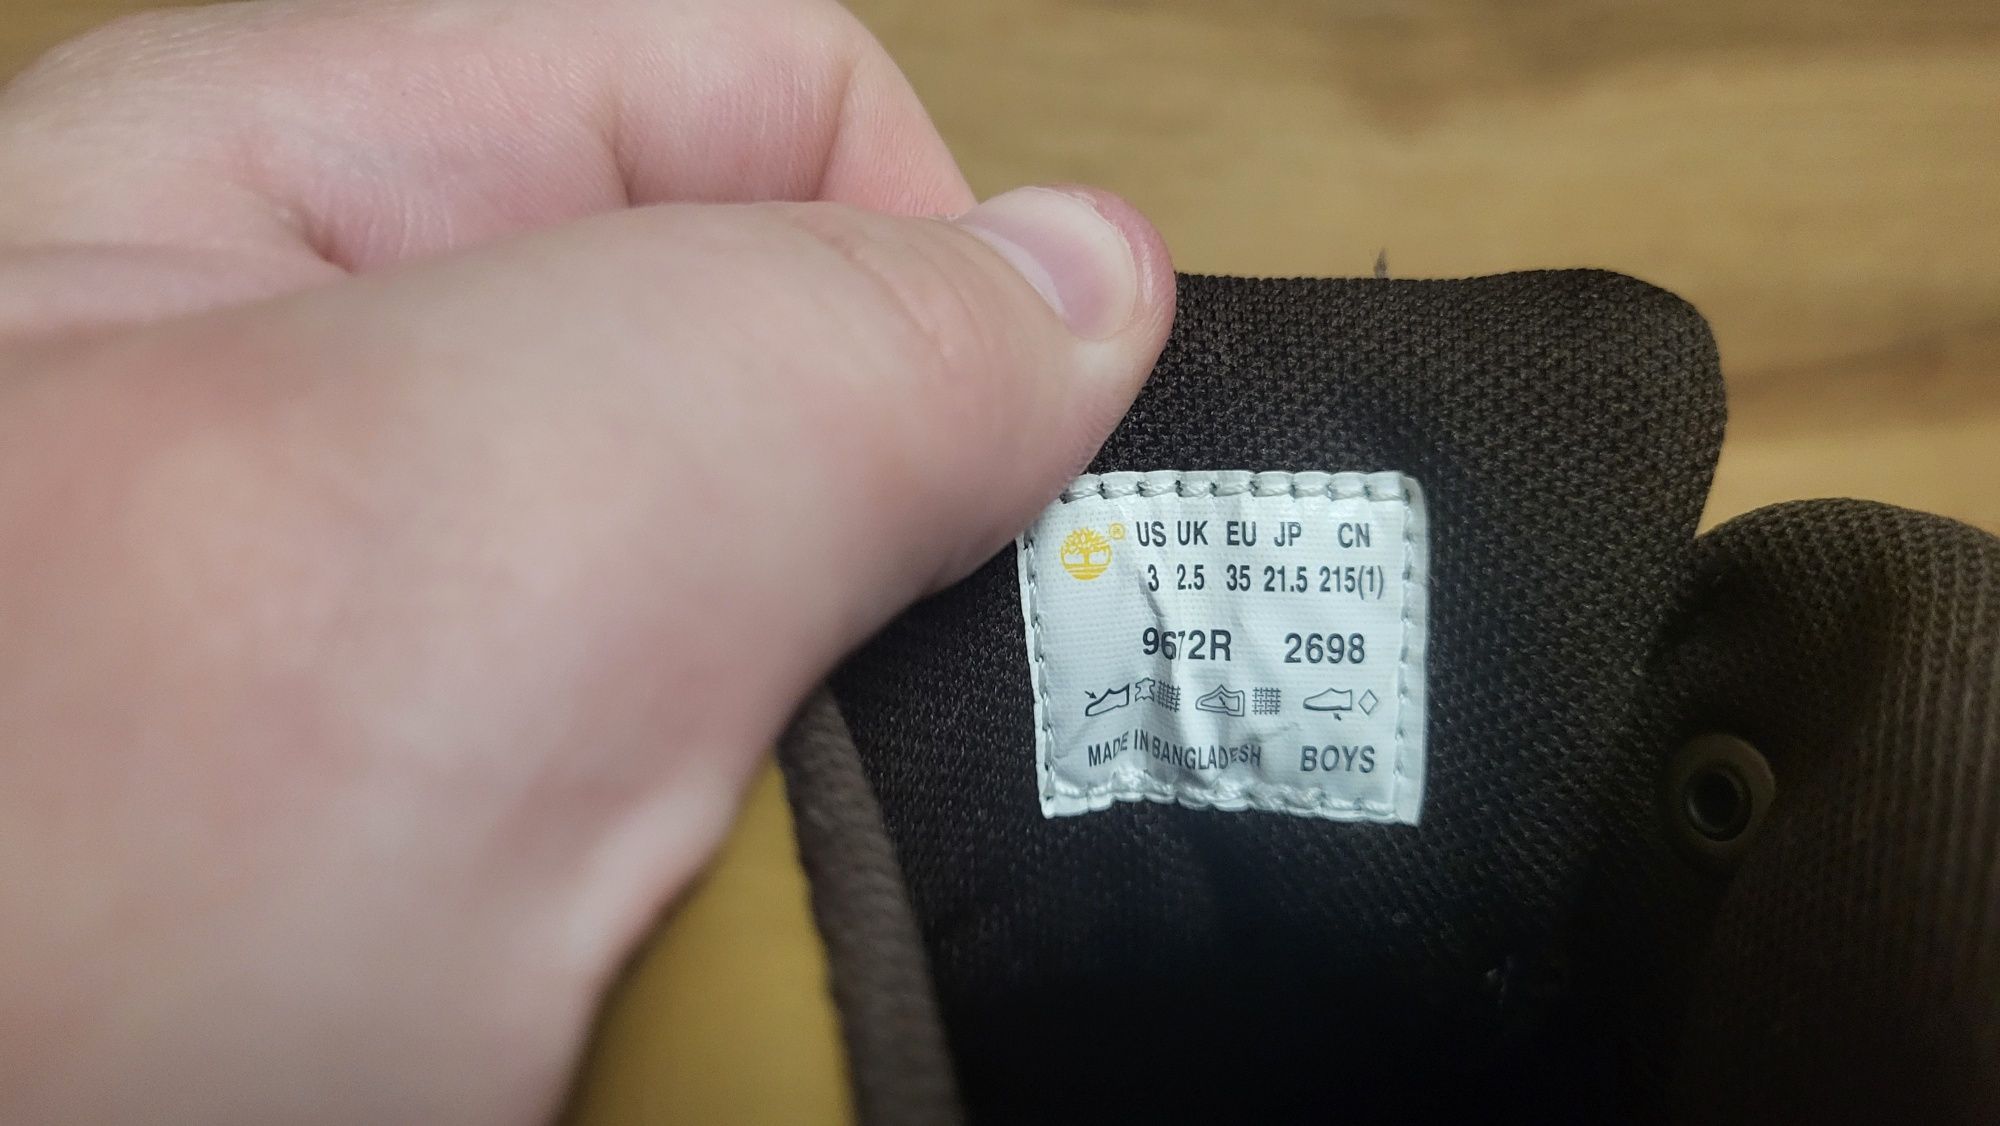 ® US UK EU JP CN
3 2.5 35 21.5 215(1)
9672R 2698
MADE IN BANGLADESH BOYS